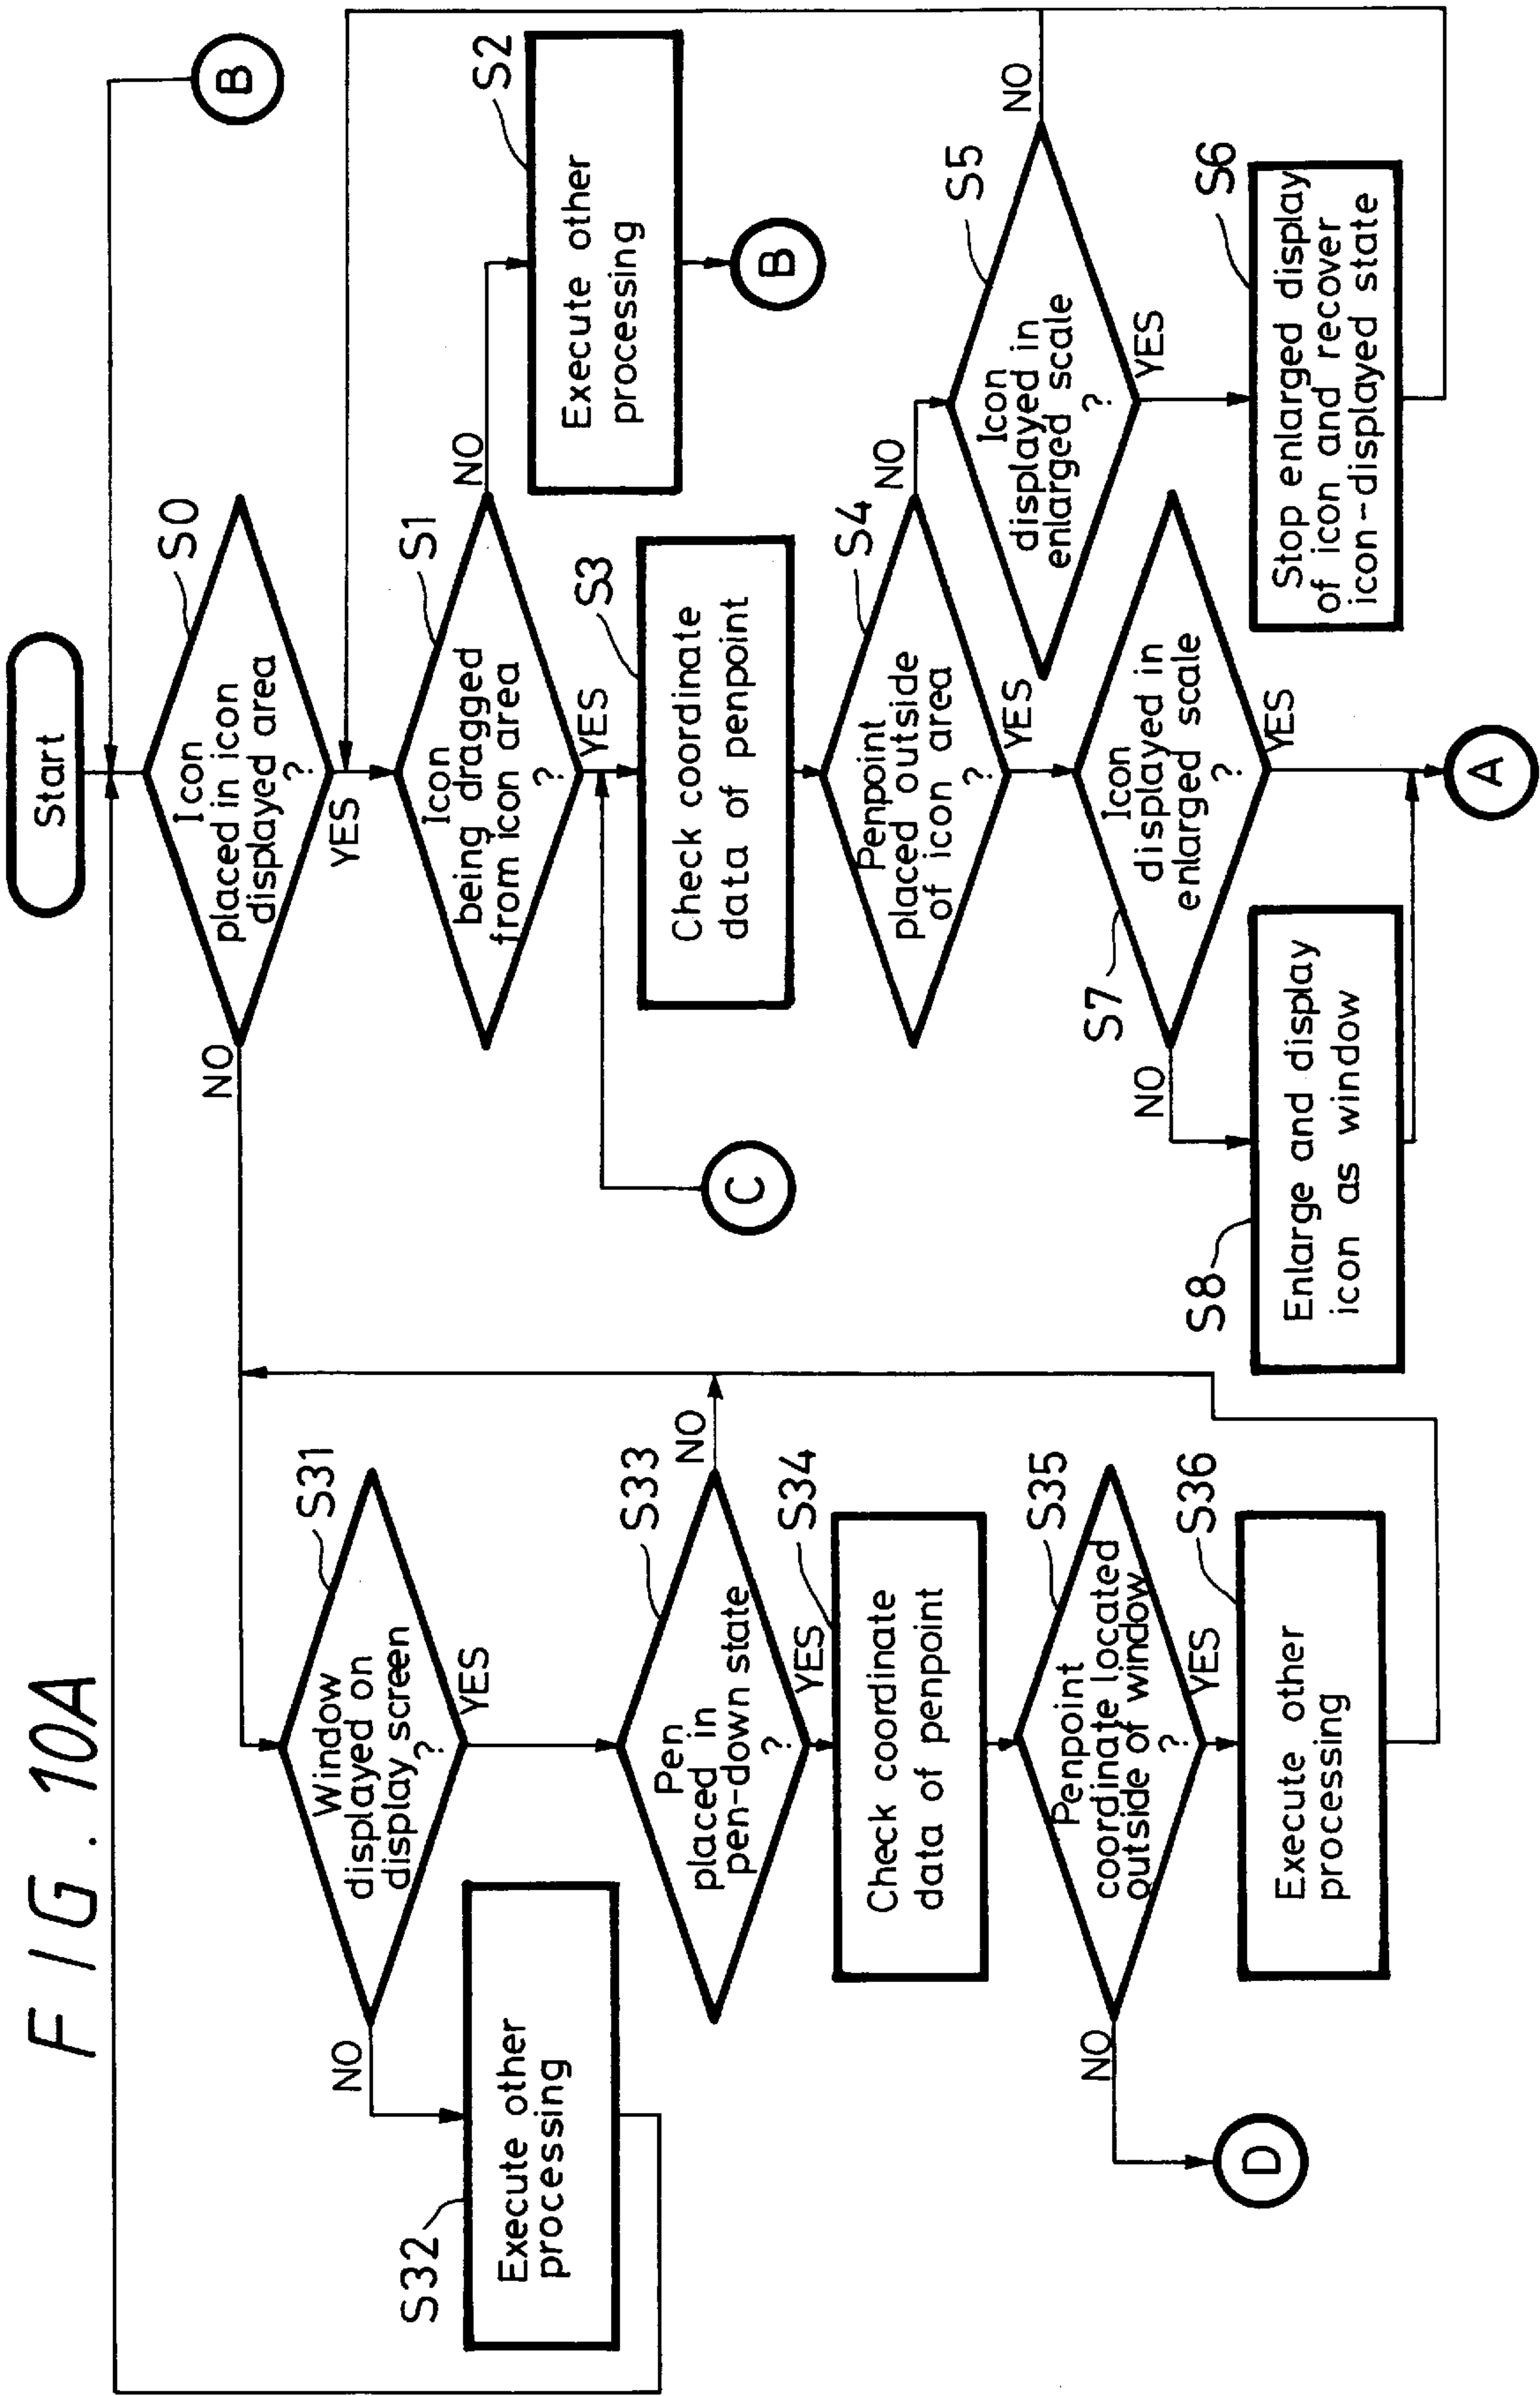 FIG. 10A
Start
B
S0
Icon
placed in icon
displayed area
?
NO
YES
S31
Window
displayed on
display screen
?
NO
YES
S32
Execute other
processing
S33
Pen
placed in
pen-down state
?
NO
YES
S34
Check coordinate
data of penpoint
S35
Penpoint
coordinate located
outside of window
?
NO
YES
D
S36
Execute other
processing
S1
Icon
being dragged
from icon area
?
NO
YES
S2
Execute other
processing
B
C
S3
Check coordinate
data of penpoint
S4
Penpoint
placed outside
of icon area
?
NO
YES
S5
Icon
displayed in
enlarged scale
?
NO
YES
S6
Stop enlarged display
of icon and recover
icon-displayed state
S7
Icon
displayed in
enlarged scale
?
NO
YES
S8
Enlarge and display
icon as window
A